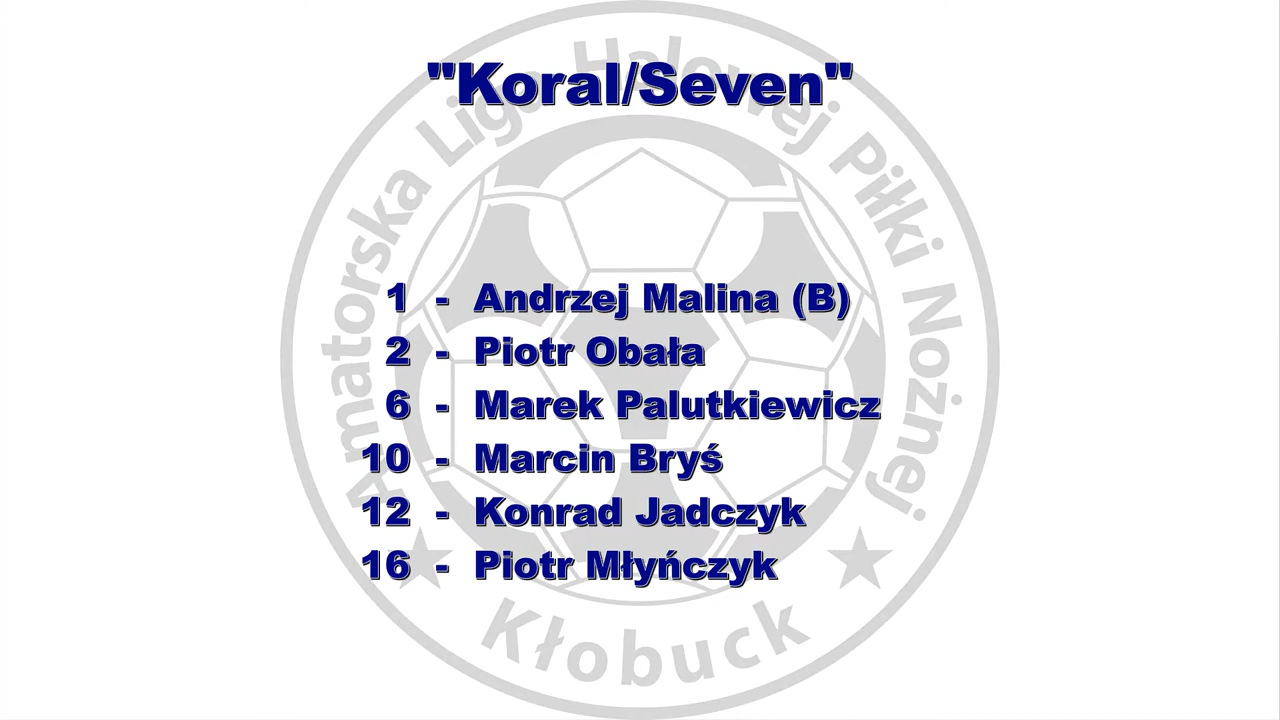 "Koral/Seven"
1 - Andrzej Malina (B)
2 - Piotr Obała
6 - Marek Palutkiewicz
10 - Marcin Bryś
12 - Konrad Jadczyk
16 - Piotr Młyńczyk
Amatorska Liga Halowej Piłki Nożnej
Kłobuck